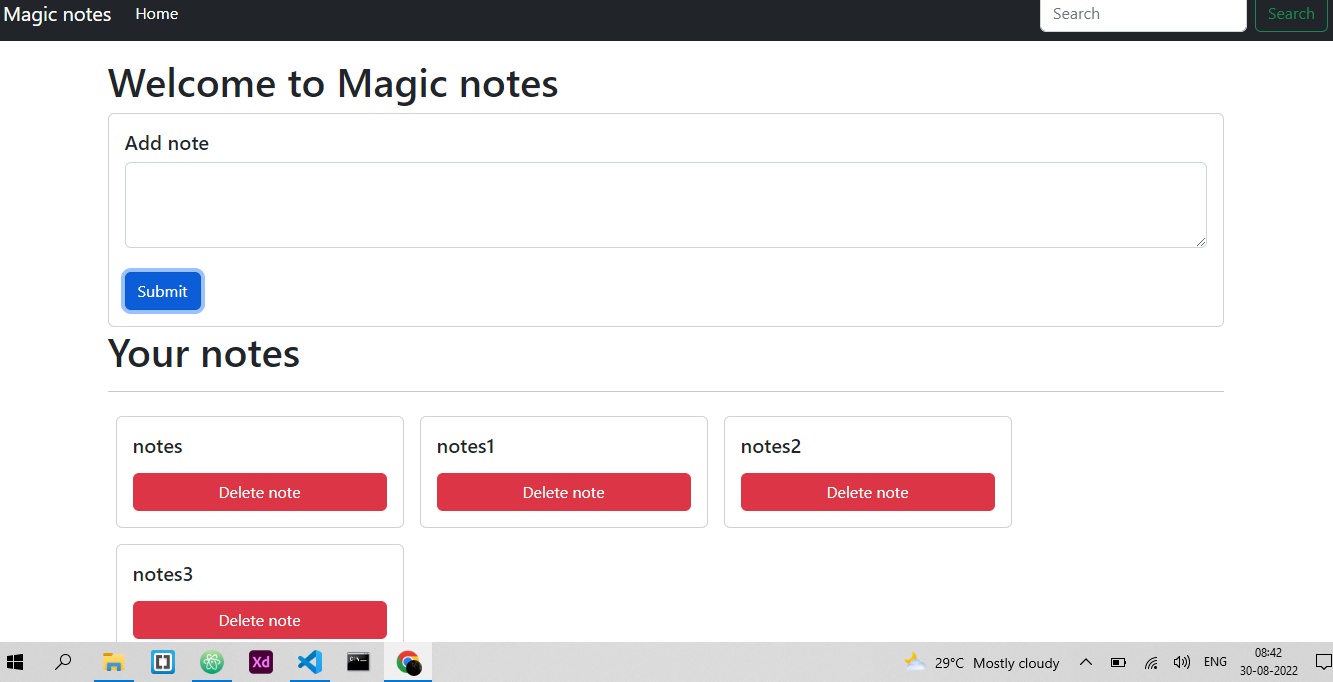 Magic notes Home Search Search
Welcome to Magic notes
Add note
Submit
Your notes
notes notes1 notes2
Delete note Delete note Delete note
notes3
Delete note
Xd 29°C Mostly cloudy ENG 08:42
30-08-2022